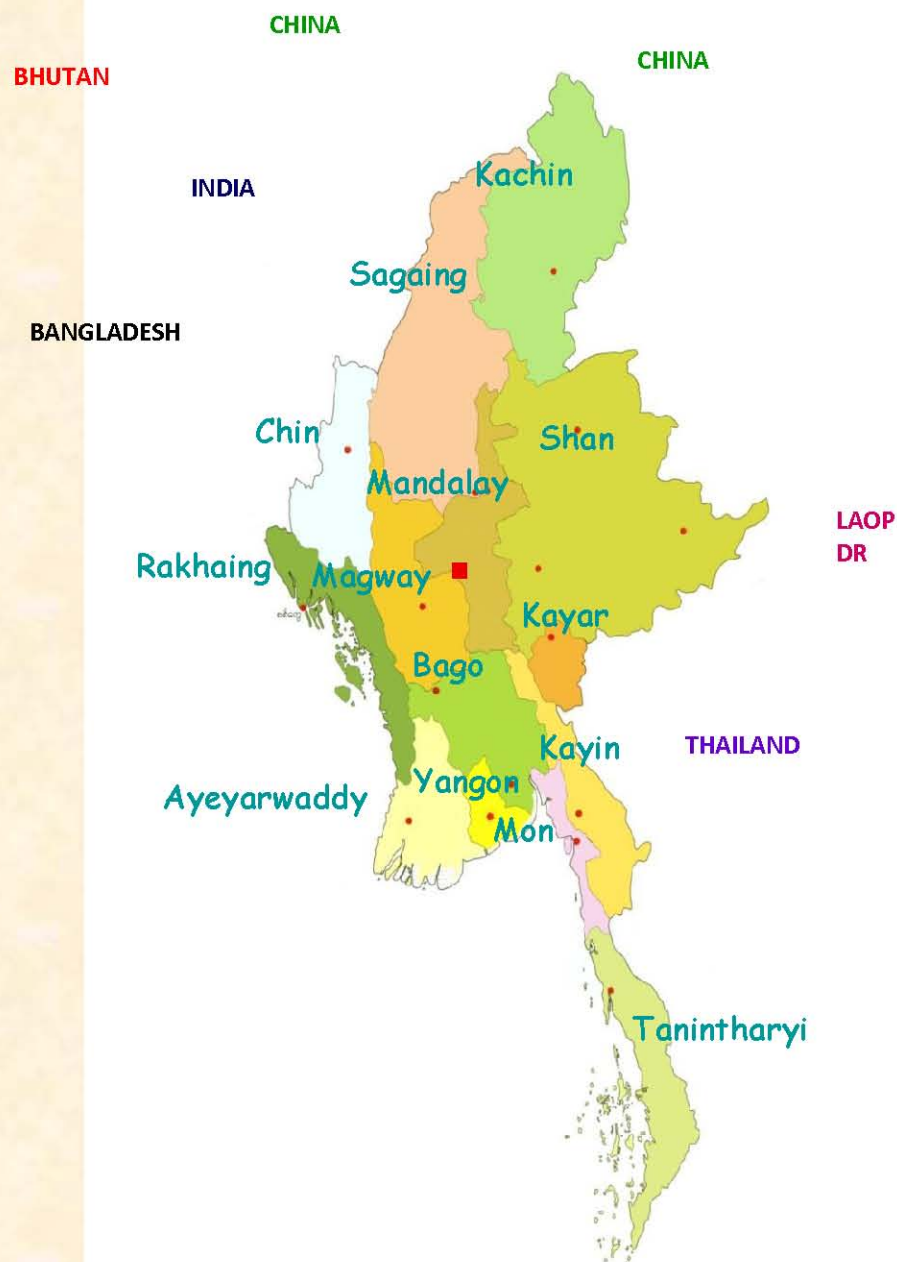 CHINA
CHINA
BHUTAN
Kachin
INDIA
Sagaing
BANGLADESH
Chin
Shan
Mandalay
LAOP
DR
Rakhaing
Magway
Kayar
Bago
Kayin
THAILAND
Yangon
Ayeyarwaddy
Mon
Tanintharyi